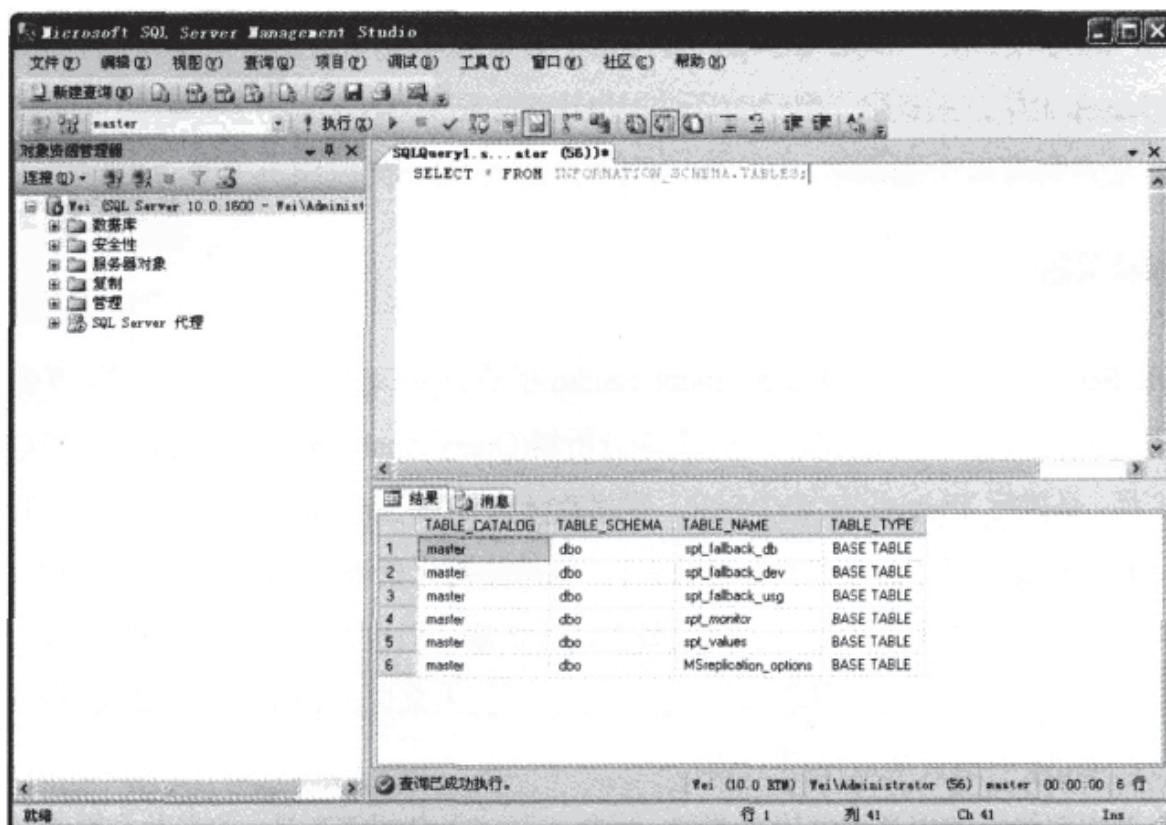 Microsoft SQL Server Management Studio
文件(F) 编辑(E) 视图(V) 查询(Q) 项目(P) 调试(D) 工具(T) 窗口(W) 社区(C) 帮助(H)
新建查询(N)
master 执行(X)
对象资源管理器
连接(O)
Wei (SQL Server 10.0.1600 - Wei\Administ
数据库
安全性
服务器对象
复制
管理
SQL Server 代理
SQLQuery1.s...ster (56))*
SELECT * FROM INFORMATION_SCHEMA.TABLES;
结果 消息
TABLE_CATALOG TABLE_SCHEMA TABLE_NAME TABLE_TYPE
1 master dbo spt_fallback_db BASE TABLE
2 master dbo spt_fallback_dev BASE TABLE
3 master dbo spt_fallback_usg BASE TABLE
4 master dbo spt_monitor BASE TABLE
5 master dbo spt_values BASE TABLE
6 master dbo MSreplication_options BASE TABLE
查询已成功执行。 Wei (10.0 RTM) Wei\Administrator (56) master 00:00:00 6 行
就绪 行 1 列 41 Ch 41 Ins